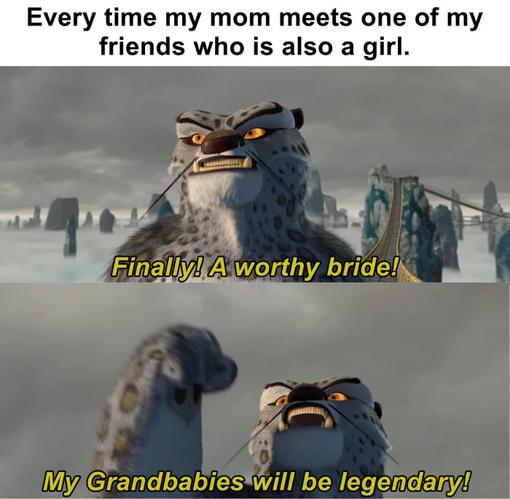 Every time my mom meets one of my
friends who is also a girl.
Finally! A worthy bride!
My Grandbabies will be legendary!